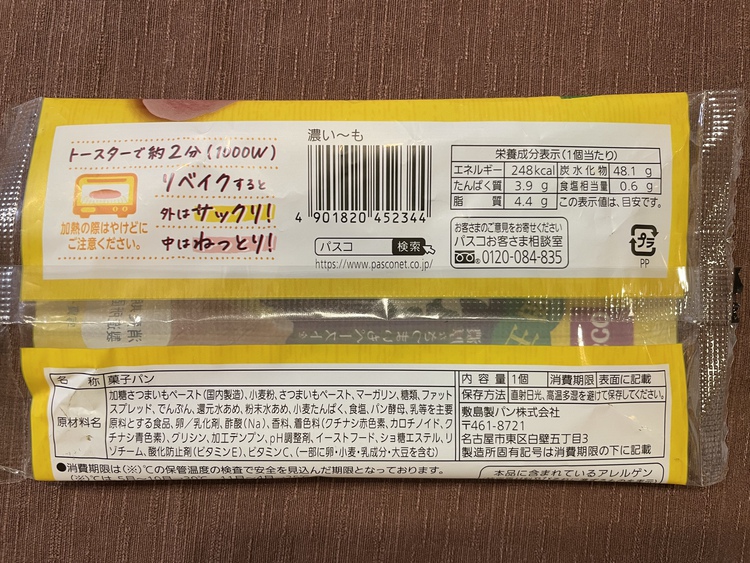 トースターで約2分(1000W)
リベイクすると
外はサックリ!
中はねっとり!
加熱の際はやけどに
ご注意ください。
濃い〜も
4 901820 452344
パスコ 検索
https://www.pasconet.co.jp/
栄養成分表示(1個当たり)
エネルギー 248kcal 炭水化物 48.1 g
たんぱく質 3.9 g 食塩相当量 0.6 g
脂質 4.4 g この表示値は、目安です。
お客さまのご意見をお寄せください
パスコお客さま相談室
0120-084-835
プラ
PP
名称 菓子パン
原材料名 加糖さつまいもペースト(国内製造)、小麦粉、さつまいもペースト、マーガリン、糖類、ファット
スプレッド、でんぷん、還元水あめ、粉末水あめ、小麦たんぱく、食塩、パン酵母、乳等を主要
原料とする食品、卵/乳化剤、酢酸(Na)、香料、着色料(クチナシ赤色素、カロチノイド、ク
チナシ青色素)、グリシン、加工デンプン、pH調整剤、イーストフード、ショ糖エステル、リ
ゾチーム、酸化防止剤(ビタミンE)、ビタミンC、(一部に卵・小麦・乳成分・大豆を含む)
内容量 1個 消費期限 表面に記載
保存方法 直射日光、高温多湿を避けて保存してください。
敷島製パン株式会社
〒461-8721
名古屋市東区白壁五丁目3
製造所固有記号は消費期限の下に記載
●消費期限は(※)℃の保管温度の検査で安全を見込んだ期限となっております。
本品に含まれているアレルゲン